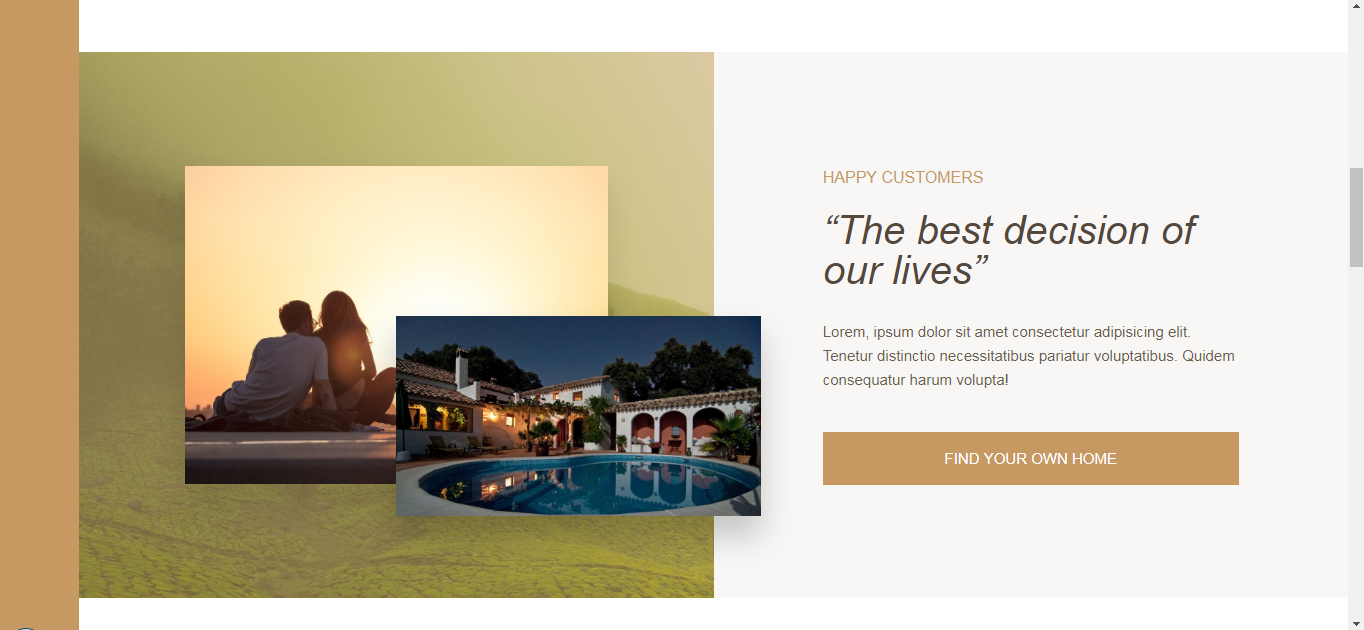 HAPPY CUSTOMERS
“The best decision of
our lives”
Lorem, ipsum dolor sit amet consectetur adipisicing elit.
Tenetur distinctio necessitatibus pariatur voluptatibus. Quidem
consequatur harum volupta!
FIND YOUR OWN HOME